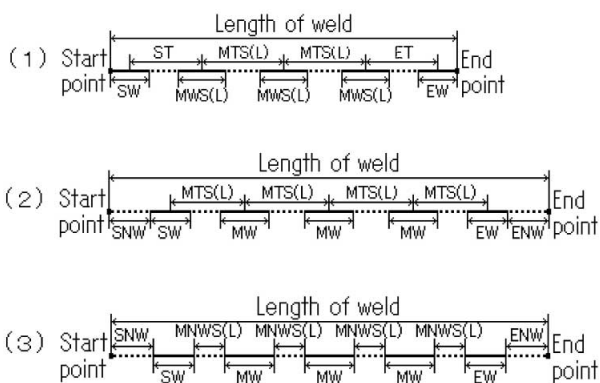 Length of weld
ST MTS(L) MTS(L) ET
(1) Start point End point
SW MWS(L) MWS(L) MWS(L) EW
Length of weld
MTS(L) MTS(L) MTS(L) MTS(L)
(2) Start point End point
SNW SW MW MW MW EW ENW
Length of weld
SNW MNWS(L) MNWS(L) MNWS(L) MNWS(L) ENW
(3) Start point End point
SW MW MW MW EW